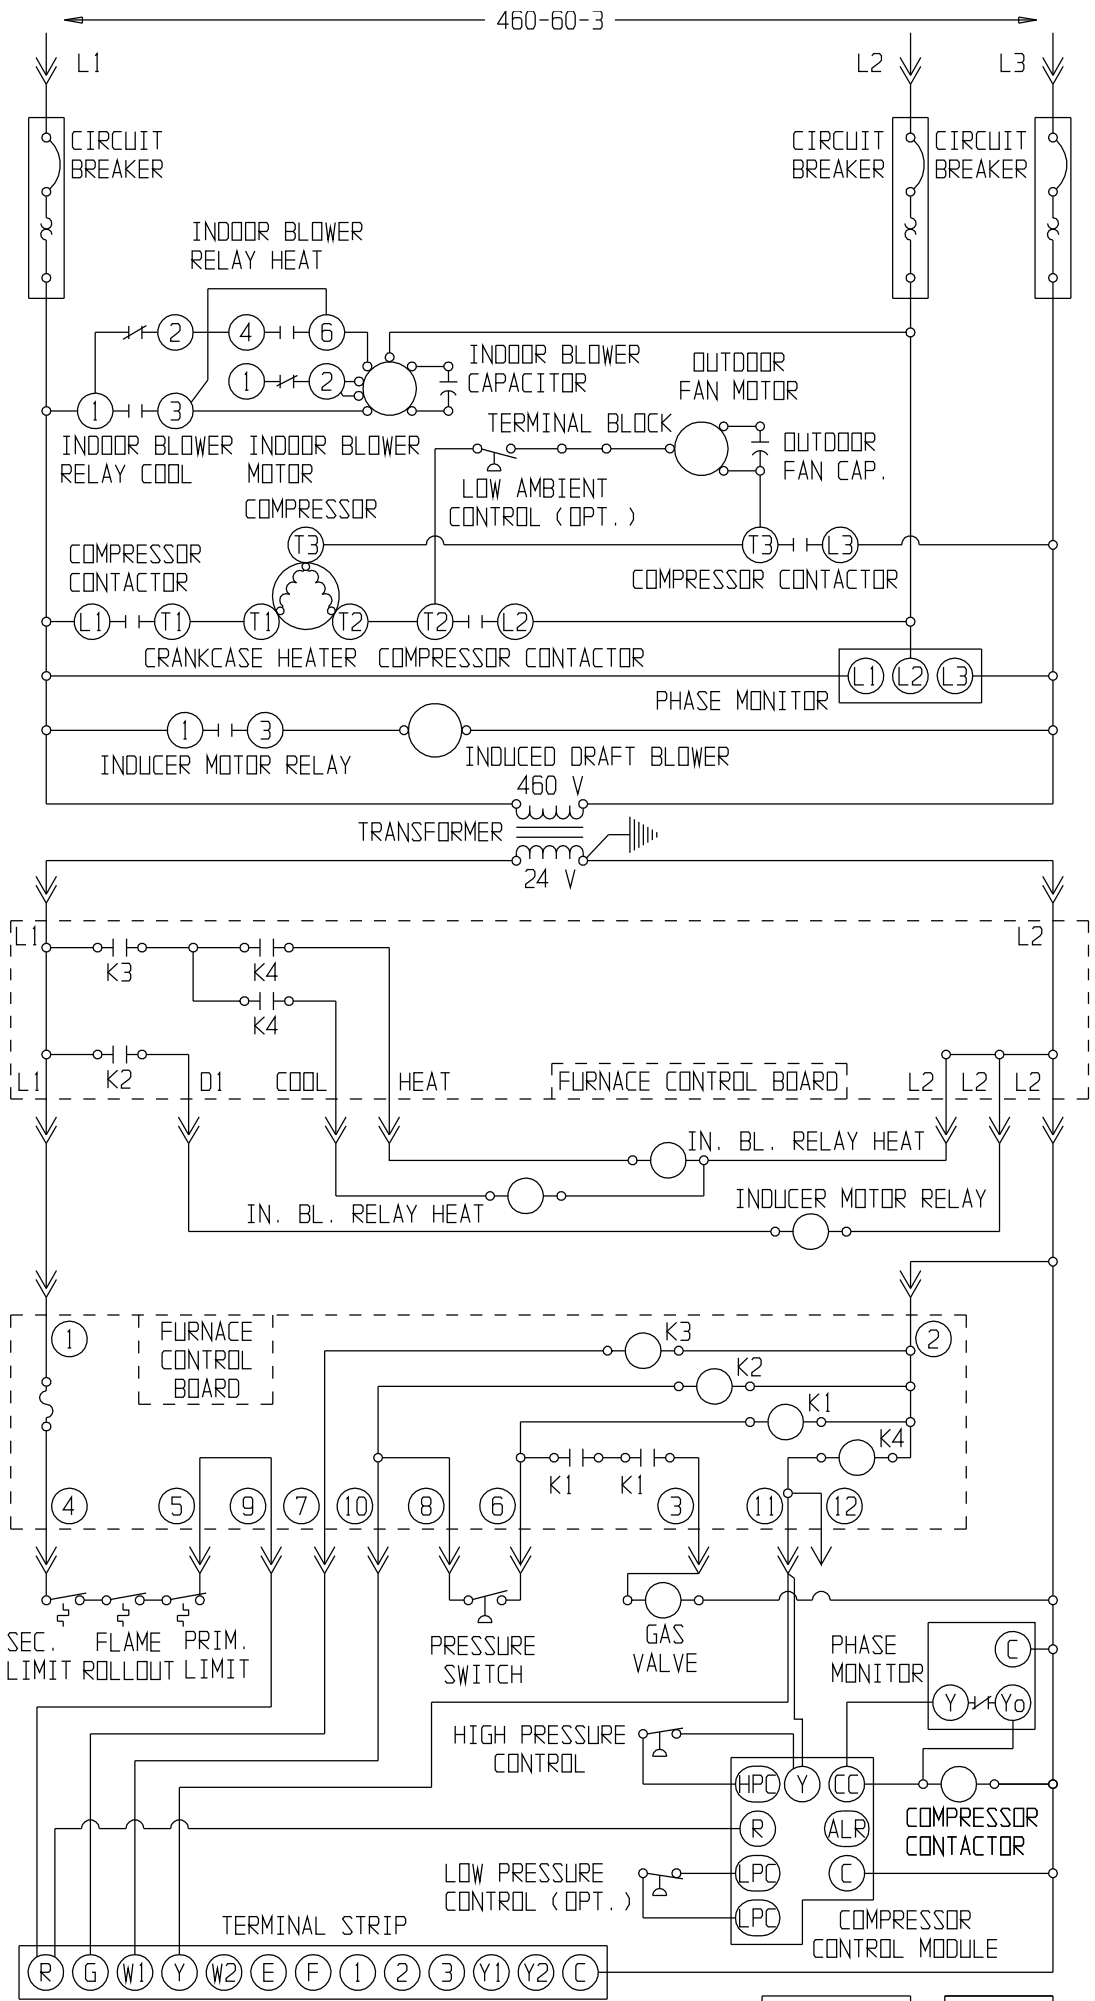 460-60-3
L1
L2
L3
CIRCUIT
BREAKER
CIRCUIT
BREAKER
CIRCUIT
BREAKER
INDOOR BLOWER
RELAY HEAT
2
4
6
1
2
1
3
INDOOR BLOWER
CAPACITOR
OUTDOOR
FAN MOTOR
INDOOR BLOWER
RELAY COOL
INDOOR BLOWER
MOTOR
TERMINAL BLOCK
OUTDOOR
FAN CAP.
LOW AMBIENT
CONTROL (OPT.)
COMPRESSOR
T3
T3
L3
COMPRESSOR
CONTACTOR
COMPRESSOR CONTACTOR
L1
T1
T1
T2
T2
L2
CRANKCASE HEATER
COMPRESSOR CONTACTOR
L1
L2
L3
PHASE MONITOR
1
3
INDUCER MOTOR RELAY
INDUCED DRAFT BLOWER
460 V
TRANSFORMER
24 V
L1
L2
K3
K4
K4
K2
L1
D1
COOL
HEAT
FURNACE CONTROL BOARD
L2
L2
L2
IN. BL. RELAY HEAT
IN. BL. RELAY HEAT
INDUCER MOTOR RELAY
1
FURNACE
CONTROL
BOARD
K3
2
K2
K1
K4
K1
K1
4
5
9
7
10
8
6
3
11
12
SEC.
LIMIT
FLAME
ROLLOUT
PRIM.
LIMIT
PRESSURE
SWITCH
GAS
VALVE
PHASE
MONITOR
C
Y
Yo
HIGH PRESSURE
CONTROL
HPC
Y
CC
COMPRESSOR
CONTACTOR
R
ALR
LOW PRESSURE
CONTROL (OPT.)
LPC
C
LPC
COMPRESSOR
CONTROL MODULE
TERMINAL STRIP
R
G
W1
Y
W2
E
F
1
2
3
Y1
Y2
C